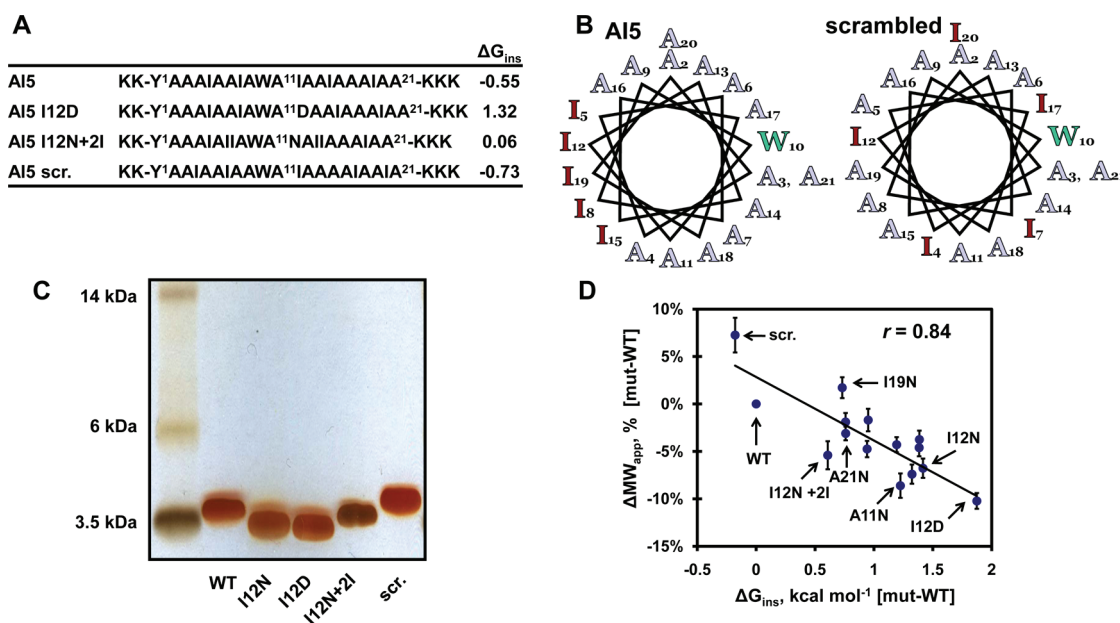 A
ΔGins
AI5 KK-Y1AAAIAAIAWA11IAAIAAAIAA21-KKK -0.55
AI5 I12D KK-Y1AAAIAAIAWA11DAAIAAAIAA21-KKK 1.32
AI5 I12N+2I KK-Y1AAAIAIIAWA11NAIIAAAIAA21-KKK 0.06
AI5 scr. KK-Y1AAAIAAIAWA11IAAAAIAAIA21-KKK -0.73
B AI5 scrambled
A20 I20
A9 A2 A13 A9 A2 A13
A16 A6 A16 A6
I5 A17 A5 I17
I12 W10 I12 W10
I19 A3, A21 A19 A3, A2
I8 A14 A8 A14
I15 A7 A15 I7
A4 A11 A18 I4 A11 A18
C
14 kDa
6 kDa
3.5 kDa
WT I12N I12D I12N+2I scr.
D
ΔMWapp, % [mut-WT]
10%
5%
0%
-5%
-10%
-15%
r = 0.84
scr.
I19N
WT
I12N +2I
A21N
A11N
I12N
I12D
-0.5 0 0.5 1 1.5 2
ΔGins, kcal mol-1 [mut-WT]